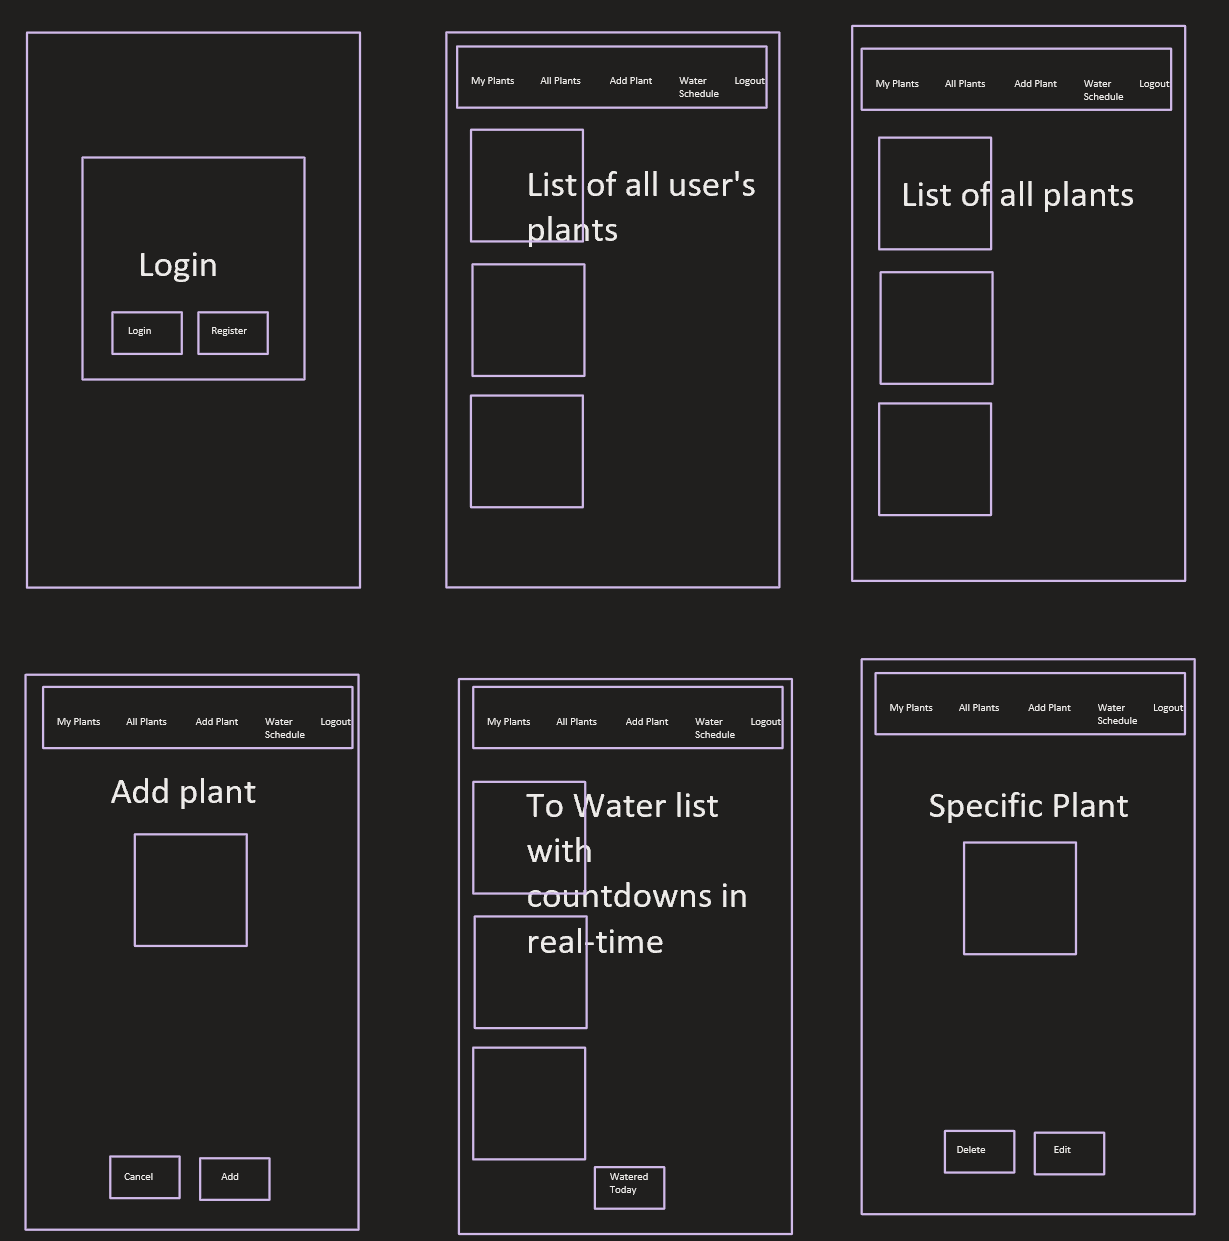 Login
Login Register
My Plants All Plants Add Plant Water Schedule Logout
List of all user's
plants
My Plants All Plants Add Plant Water Schedule Logout
List of all plants
My Plants All Plants Add Plant Water Schedule Logout
Add plant
Cancel Add
My Plants All Plants Add Plant Water Schedule Logout
To Water list
with
countdowns in
real-time
Watered
Today
My Plants All Plants Add Plant Water Schedule Logout
Specific Plant
Delete Edit